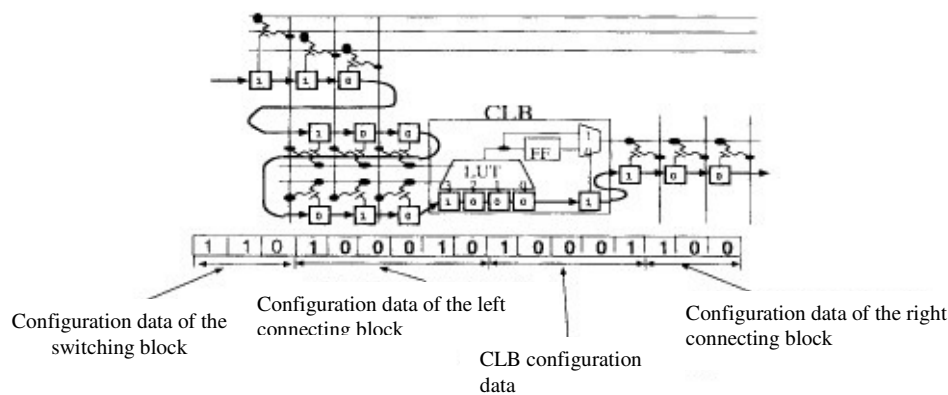 1 1 0
CLB
1 0 0
1
FF
0
LUT
3 2 1 0
1 0 0
0 1 0
1 0 0 0
1
1 1 0 1 0 0 0 1 0 1 0 0 0 1 1 0 0
Configuration data of the
switching block
Configuration data of the left
connecting block
CLB configuration
data
Configuration data of the right
connecting block